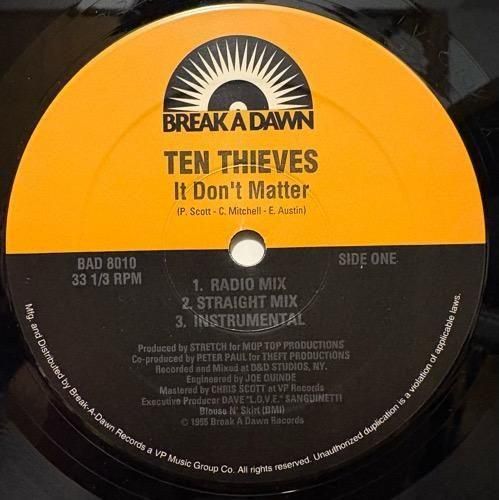 BREAK A DAWN
TEN THIEVES
It Don't Matter
(P. Scott - C. Mitchell - E. Austin)
BAD 8010
33 1/3 RPM
SIDE ONE
1. RADIO MIX
2. STRAIGHT MIX
3. INSTRUMENTAL
Produced by STRETCH for MOP TOP PRODUCTIONS
Co-produced by PETER PAUL for THEFT PRODUCTIONS
Recorded and Mixed at D&D STUDIOS, NY.
Engineered by JOE QUINDE
Mastered by CHRIS SCOTT at VP Records
Executive Producer DAVE "L.O.V.E." SANGUINETTI
Blouse N' Skirt (BMI)
© 1995 Break A Dawn Records
Mfg. and Distributed by Break-A-Dawn Records a VP Music Group Co. All rights reserved. Unauthorized duplication is a violation of applicable laws.